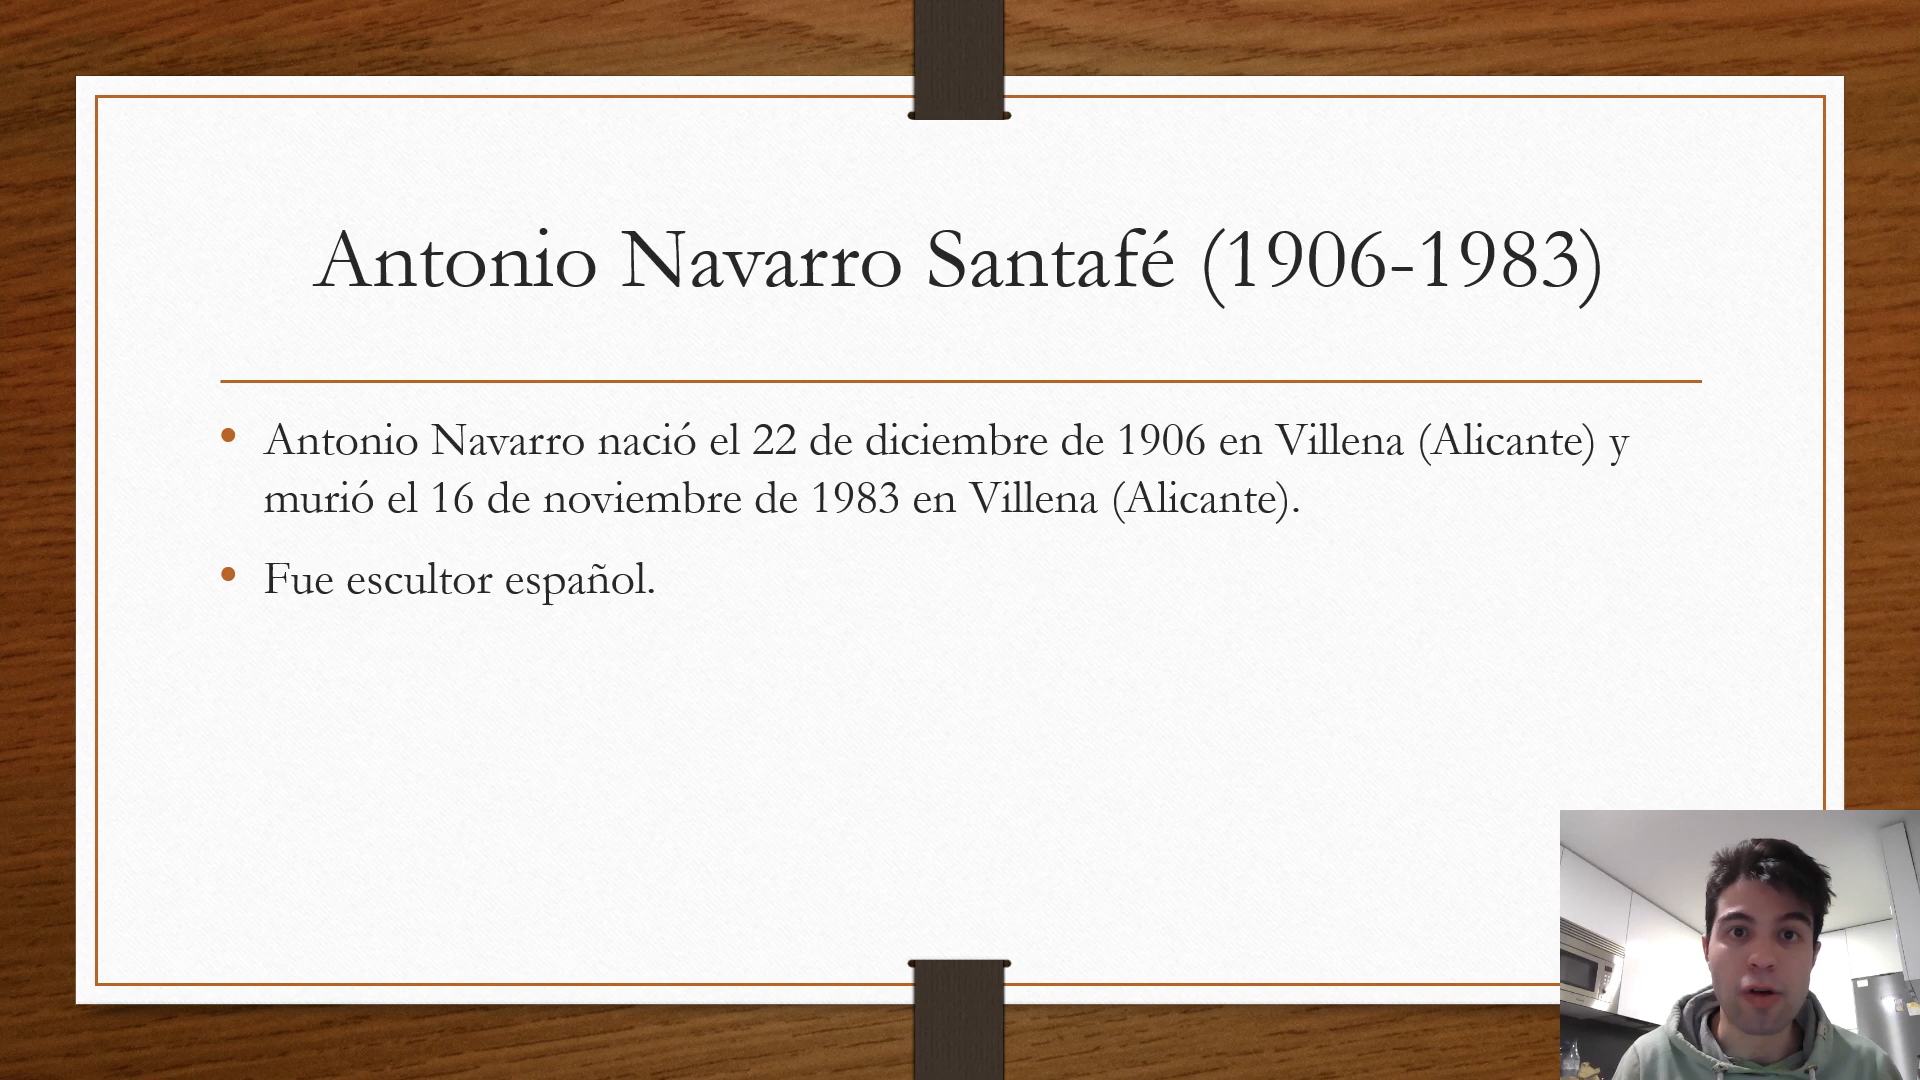 Antonio Navarro Santafé (1906-1983)
• Antonio Navarro nació el 22 de diciembre de 1906 en Villena (Alicante) y
murió el 16 de noviembre de 1983 en Villena (Alicante).
• Fue escultor español.